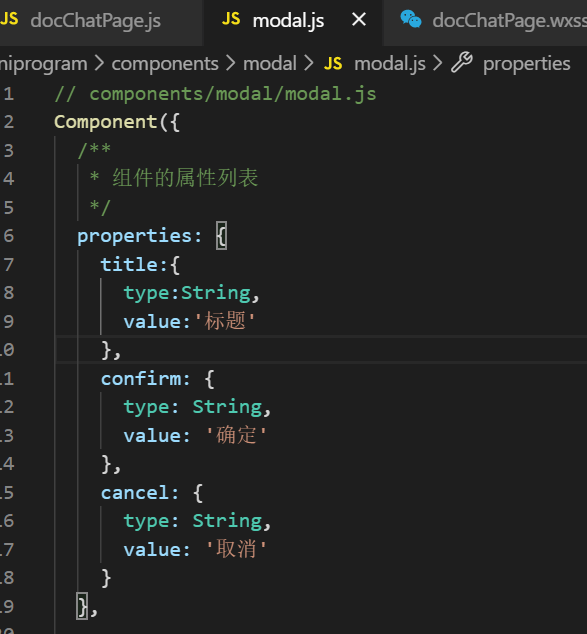 JS docChatPage.js JS modal.js × docChatPage.wxss
niprogram > components > modal > JS modal.js > properties
1 // components/modal/modal.js
2 Component({
3 /**
4 * 组件的属性列表
5 */
6 properties: {
7 title:{
8 type:String,
9 value:'标题'
10 },
11 confirm: {
12 type: String,
13 value: '确定'
14 },
15 cancel: {
16 type: String,
17 value: '取消'
18 }
19 },
20